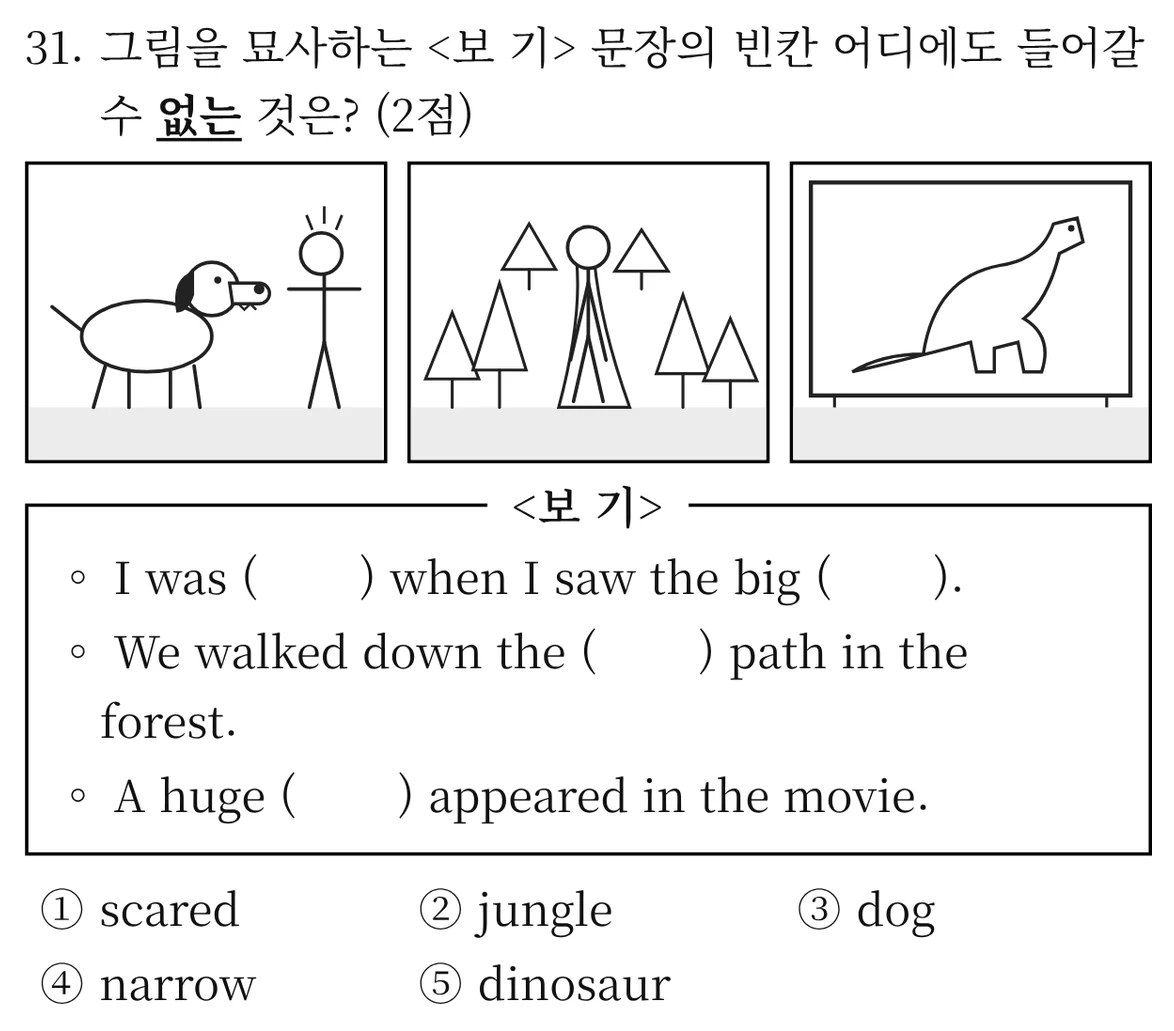 31. 그림을 묘사하는 <보 기> 문장의 빈칸 어디에도 들어갈
수 없는 것은? (2점)
<보 기>
◦ I was (      ) when I saw the big (      ).
◦ We walked down the (      ) path in the
forest.
◦ A huge (      ) appeared in the movie.
① scared ② jungle ③ dog
④ narrow ⑤ dinosaur